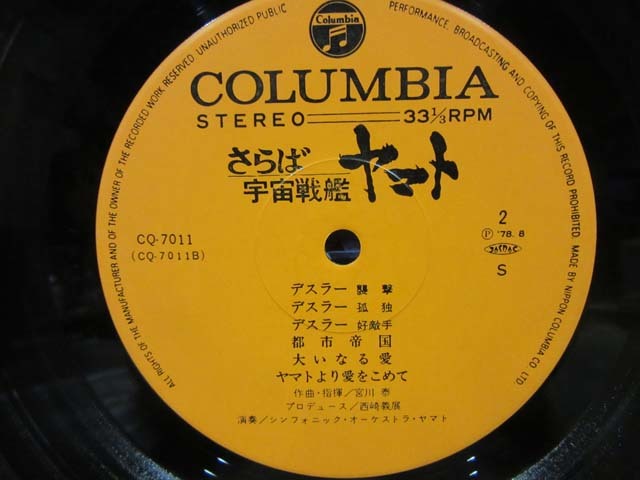 ALL RIGHTS OF THE MANUFACTURER AND OF THE OWNER OF THE RECORDED WORK RESERVED UNAUTHORIZED PUBLIC PERFORMANCE, BROADCASTING AND COPYING OF THIS RECORD PROHIBITED MADE BY NIPPON COLUMBIA CO LTD.
Columbia
COLUMBIA
STEREO 33⅓RPM
さらば
宇宙戦艦 ヤマト
CQ-7011
(CQ-7011B)
2
Ⓟ'78.8
JASRAC
S
デスラー 襲撃
デスラー 孤独
デスラー 好敵手
都市帝国
大いなる愛
ヤマトより愛をこめて
作曲・指揮/宮川 泰
プロデュース/西崎義展
演奏/シンフォニック・オーケストラ・ヤマト